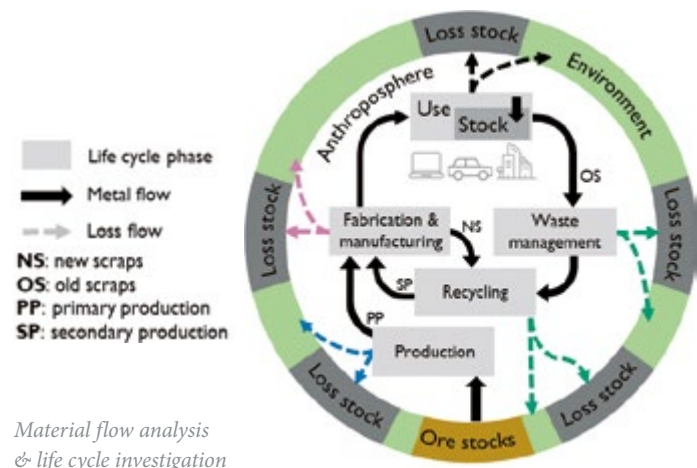 Loss stock
Anthroposphere
Environment
Use
Stock
Life cycle phase
Metal flow
Loss flow
NS: new scraps
OS: old scraps
PP: primary production
SP: secondary production
OS
Loss stock
Fabrication &
manufacturing
NS
Waste
management
Loss stock
SP
Recycling
PP
Production
Loss stock
Loss stock
Ore stocks
Material flow analysis
& life cycle investigation